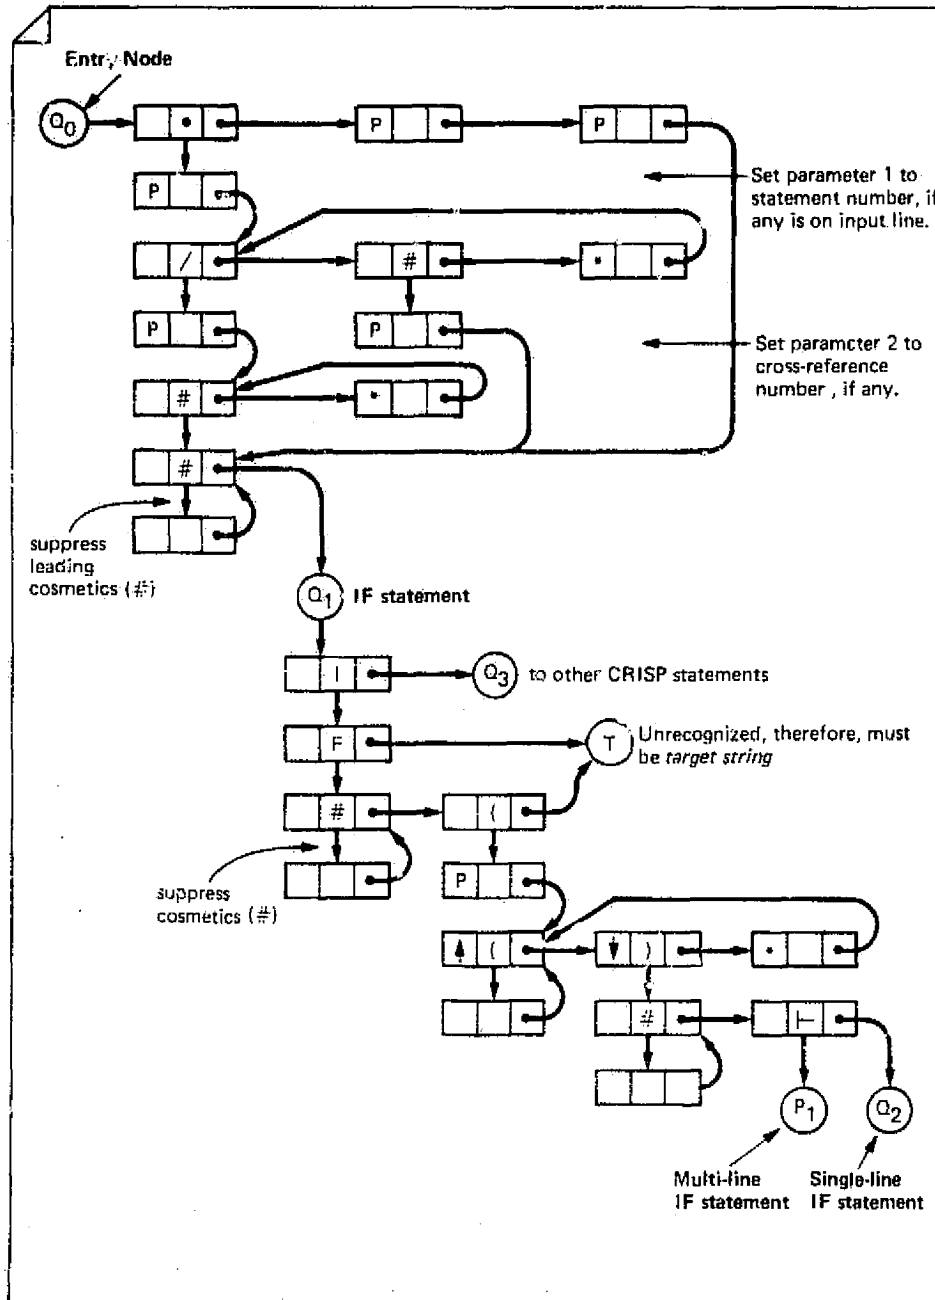 Entry Node
Q0
P P
Set parameter 1 to
statement number, if
any is on input line.
P
/ #
P P
Set parameter 2 to
cross-reference
number , if any.
#
#
suppress
leading
cosmetics (#)
Q1 IF statement
I Q3 to other CRISP statements
F T Unrecognized, therefore, must
be target string
# (
suppress
cosmetics (#)
P
↑ ( ↓ )
# ⊢
P1 Q2
Multi-line Single-line
IF statement IF statement